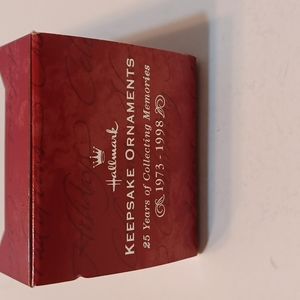 Hallmark
KEEPSAKE ORNAMENTS
25 Years of Collecting Memories
1973 - 1998